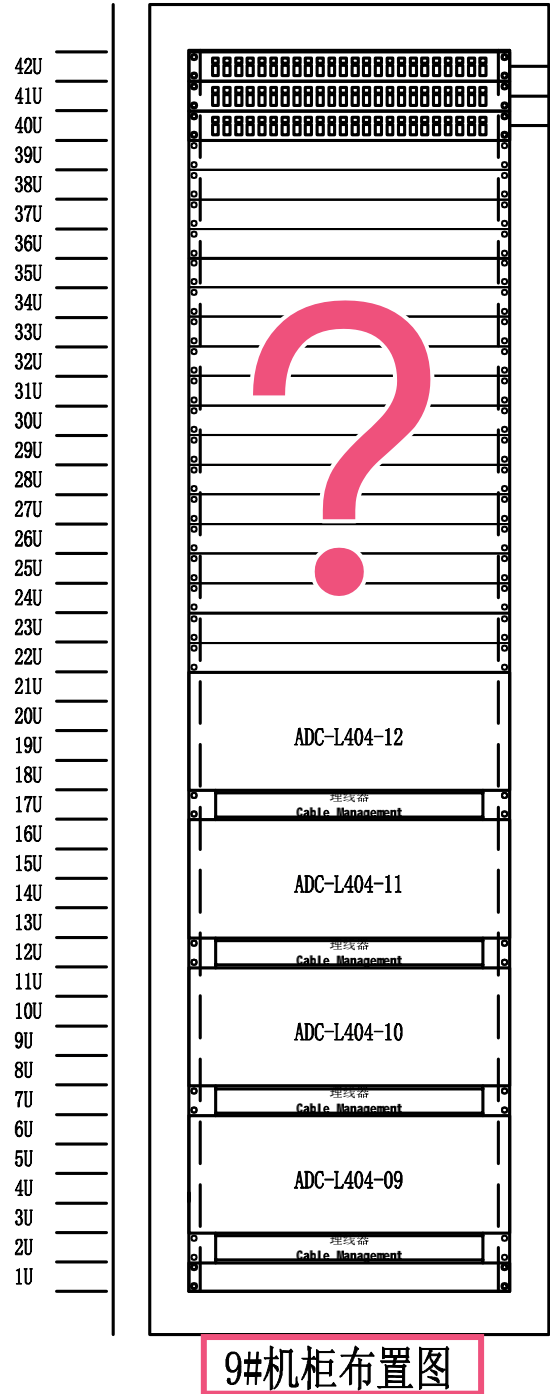 42U
41U
40U
39U
38U
37U
36U
35U
34U
33U
32U
31U
30U
29U
28U
27U
26U
25U
24U
23U
22U
21U
20U
19U
18U
17U
16U
15U
14U
13U
12U
11U
10U
9U
8U
7U
6U
5U
4U
3U
2U
1U
?
ADC-L404-12
理线器
Cable Management
ADC-L404-11
理线器
Cable Management
ADC-L404-10
理线器
Cable Management
ADC-L404-09
理线器
Cable Management
9#机柜布置图